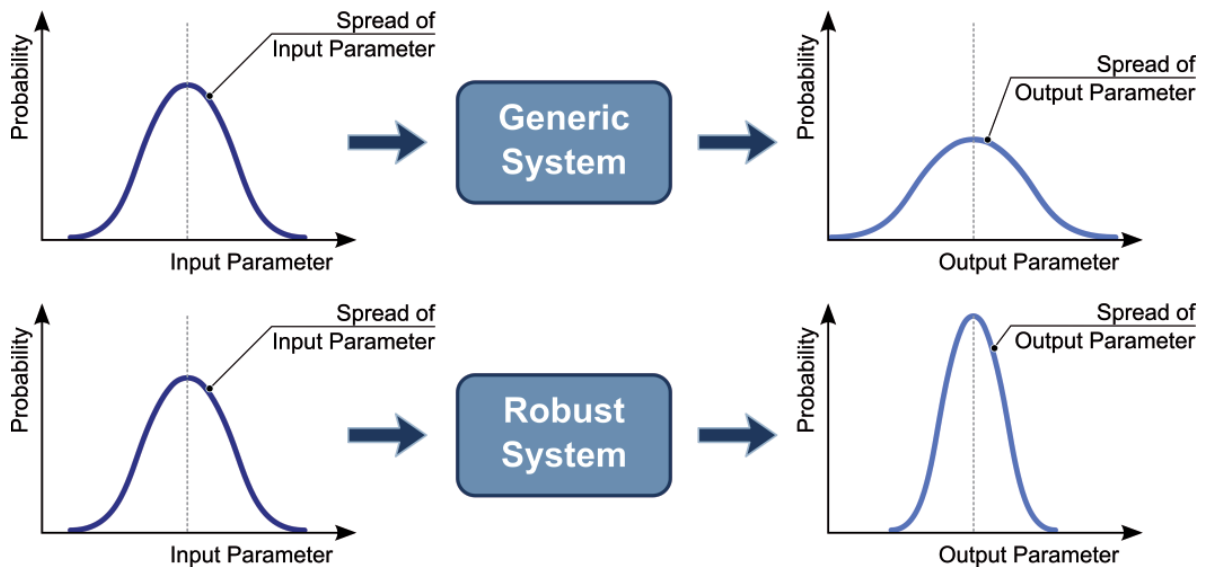 Probability
Spread of
Input Parameter
Input Parameter
Generic
System
Probability
Spread of
Output Parameter
Output Parameter
Probability
Spread of
Input Parameter
Input Parameter
Robust
System
Probability
Spread of
Output Parameter
Output Parameter